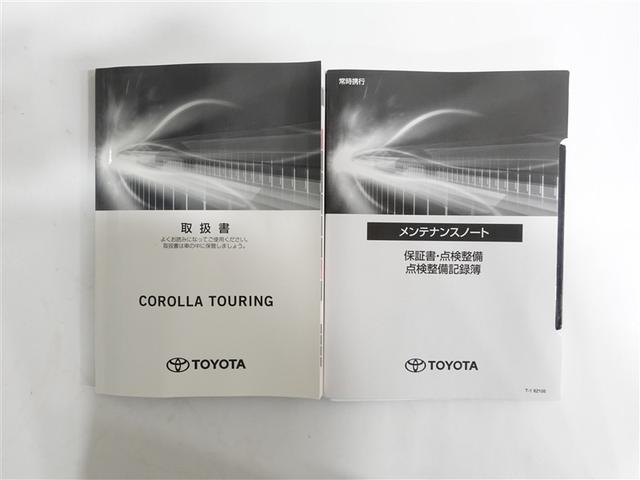 取扱書
よくお読みになってご使用ください。
取扱書は車の中に保管しましょう。
COROLLA TOURING
TOYOTA
常時携行
メンテナンスノート
保証書・点検整備
点検整備記録簿
TOYOTA